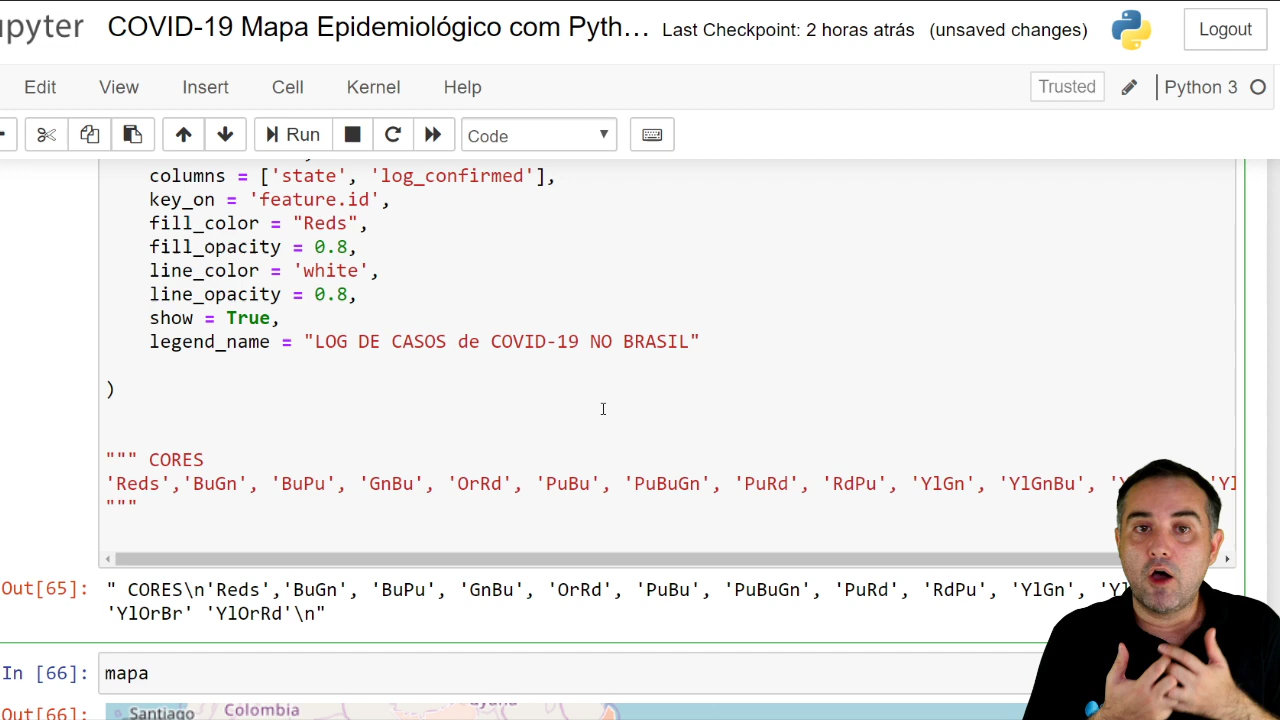 COVID-19 Mapa Epidemiológico com Pyth... Last Checkpoint: 2 horas atrás (unsaved changes) Logout
Edit View Insert Cell Kernel Help Trusted Python 3
Run Code
columns = ['state', 'log_confirmed'],
key_on = 'feature.id',
fill_color = "Reds",
fill_opacity = 0.8,
line_color = 'white',
line_opacity = 0.8,
show = True,
legend_name = "LOG DE CASOS de COVID-19 NO BRASIL"
)
""" CORES
'Reds','BuGn', 'BuPu', 'GnBu', 'OrRd', 'PuBu', 'PuBuGn', 'PuRd', 'RdPu', 'YlGn', 'YlGnBu',
"""
Out[65]: " CORES\n'Reds','BuGn', 'BuPu', 'GnBu', 'OrRd', 'PuBu', 'PuBuGn', 'PuRd', 'RdPu', 'YlGn',
'YlOrBr' 'YlOrRd'\n"
In [66]: mapa
Out[66]:
Santiago Colombia